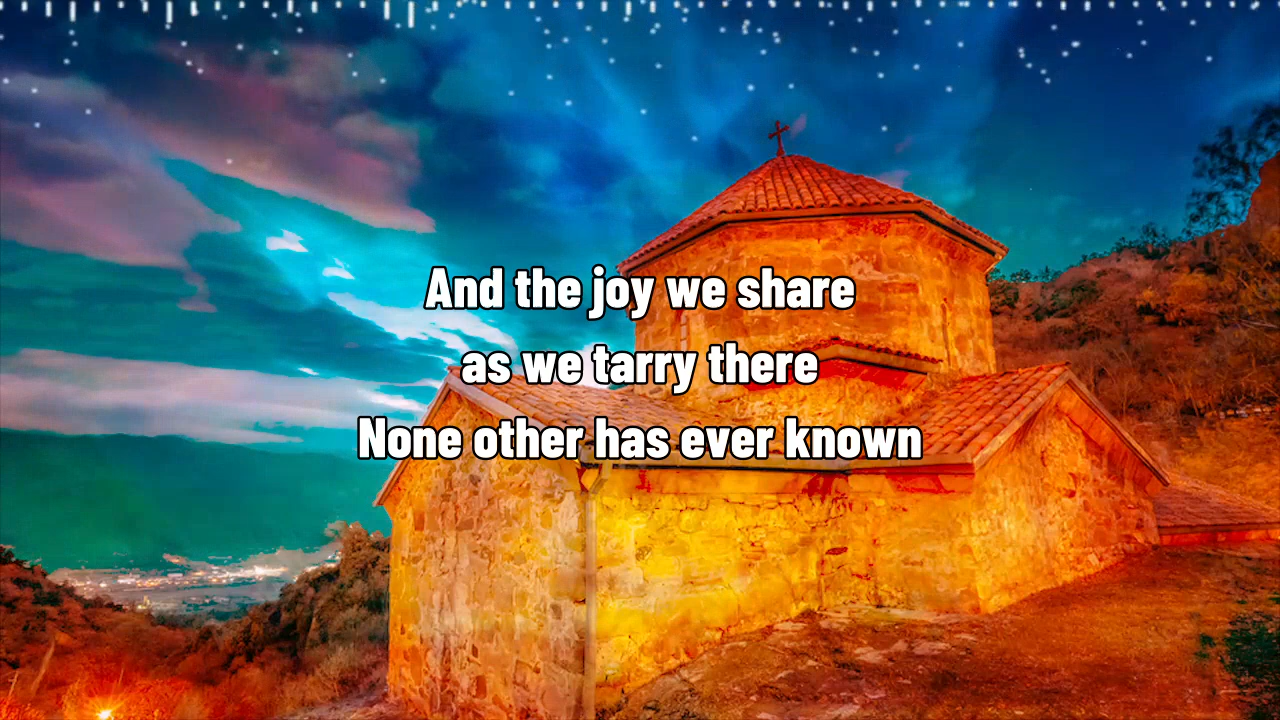 And the joy we share
as we tarry there
None other has ever known